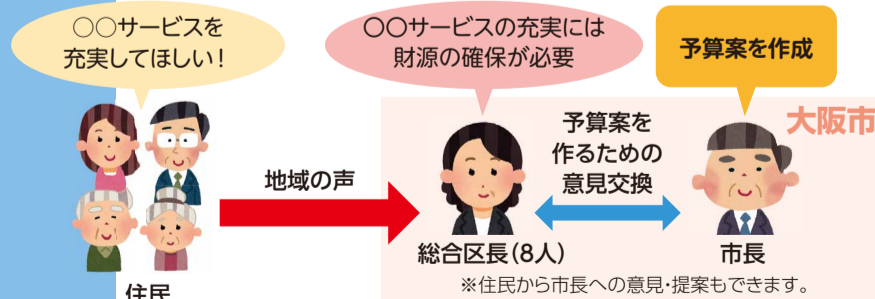 ○○サービスを
充実してほしい！
〇〇サービスの充実には
財源の確保が必要
予算案を作成
大阪市
地域の声
予算案を
作るための
意見交換
総合区長(8人)
市長
※住民から市長への意見・提案もできます。
住民